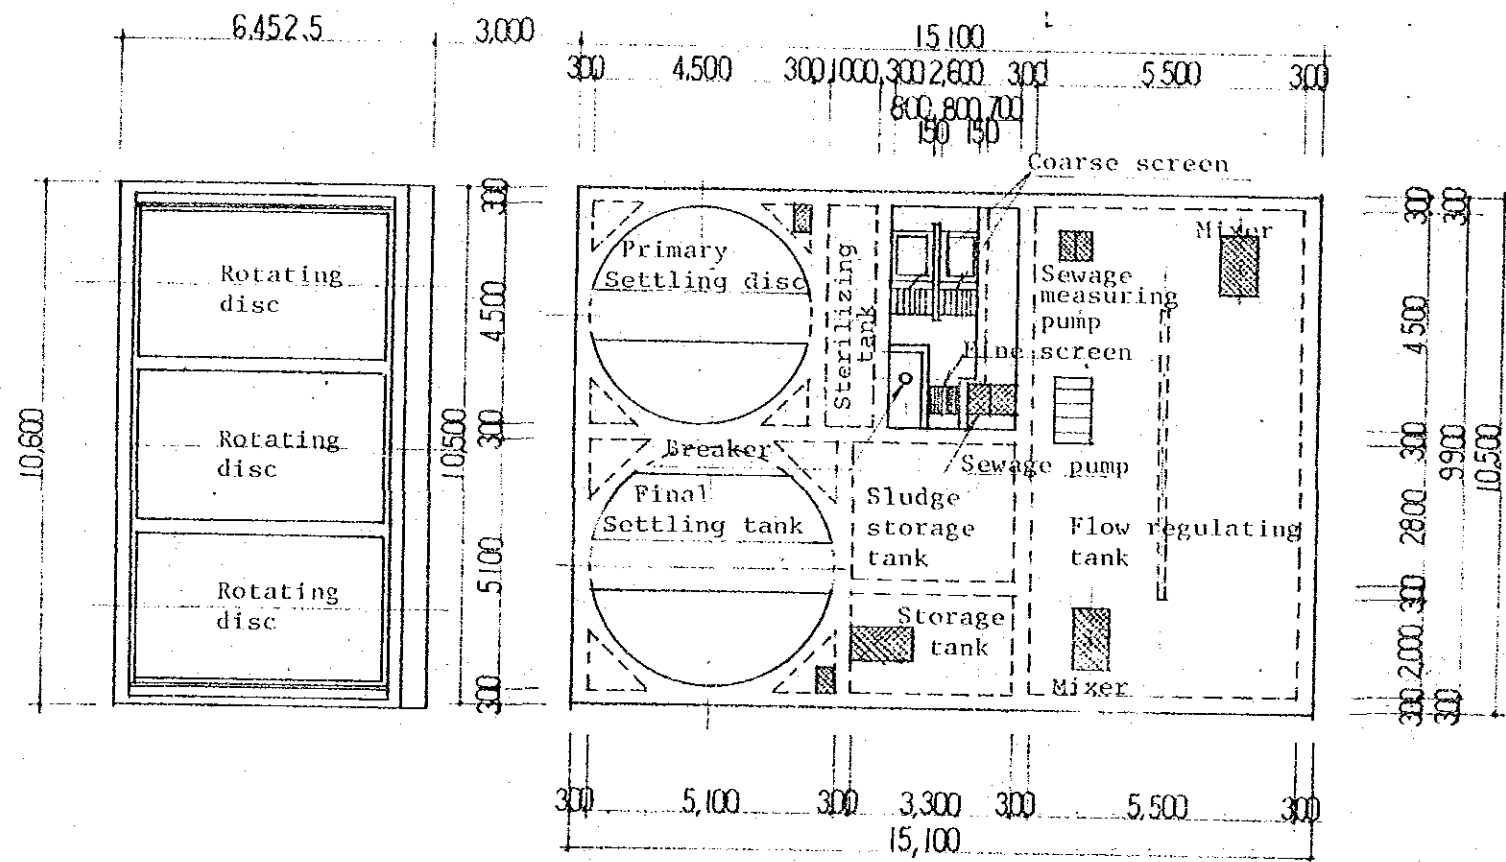 6,452.5
3,000
15,100
300 4,500 300 1000 300 2,600 300 5,500 300
800 800 700
150 150
Coarse screen
Primary
Settling disc
Sterilizing
tank
Mixer
Sewage
measuring
pump
Fine screen
Rotating
disc
Rotating
disc
Rotating
disc
10,600
10,500
300
4,500
300
5,100
300
Breaker
Sewage pump
Final
Settling tank
Sludge
storage
tank
Flow regulating
tank
Storage
tank
Mixer
300 300
4,500
300
2,800
300
2,000
300 300
9,900
10,500
300 5,100 300 3,300 300 5,500 300
15,100